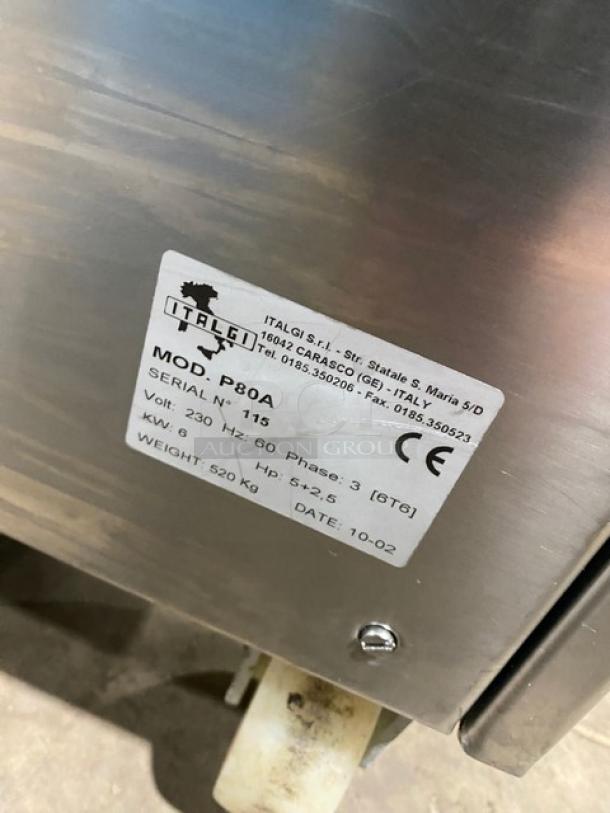 ITALGI
ITALGI S.r.l. - Str. Statale S. Maria 5/D
16042 CARASCO (GE) - ITALY
Tel. 0185.350206 - Fax. 0185.350523
MOD. P80A
SERIAL N° 115
Volt: 230 Hz: 60 Phase: 3 [6T6]
KW: 6 Hp: 5+2,5
WEIGHT: 520 Kg DATE: 10-02
CE
AUCTION GROUP